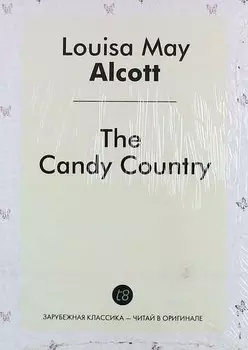 Louisa May
Alcott
The
Candy Country
t8
ЗАРУБЕЖНАЯ КЛАССИКА – ЧИТАЙ В ОРИГИНАЛЕ